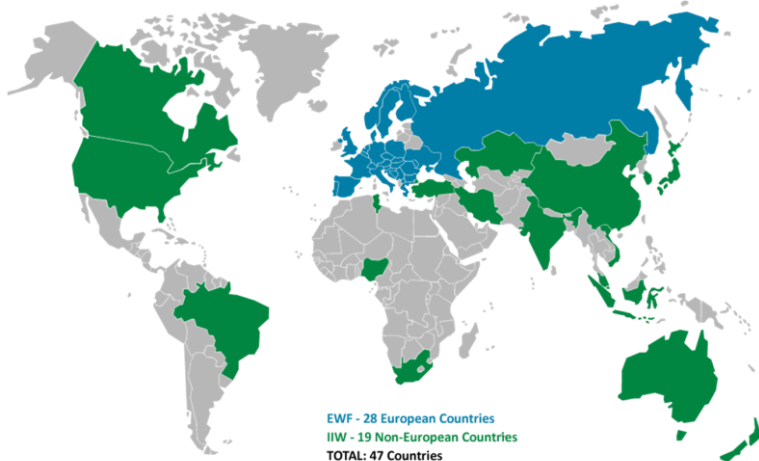 EWF - 28 European Countries
IIW - 19 Non-European Countries
TOTAL: 47 Countries